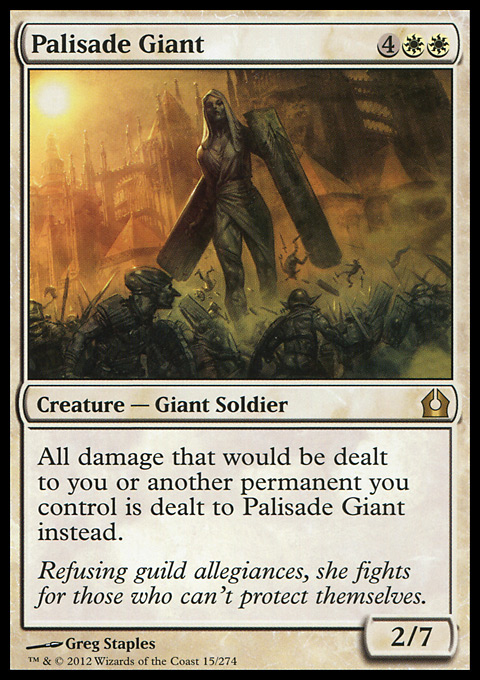 Palisade Giant 4
Creature — Giant Soldier
All damage that would be dealt
to you or another permanent you
control is dealt to Palisade Giant
instead.
Refusing guild allegiances, she fights
for those who can't protect themselves.
Greg Staples
2/7
™ & © 2012 Wizards of the Coast 15/274